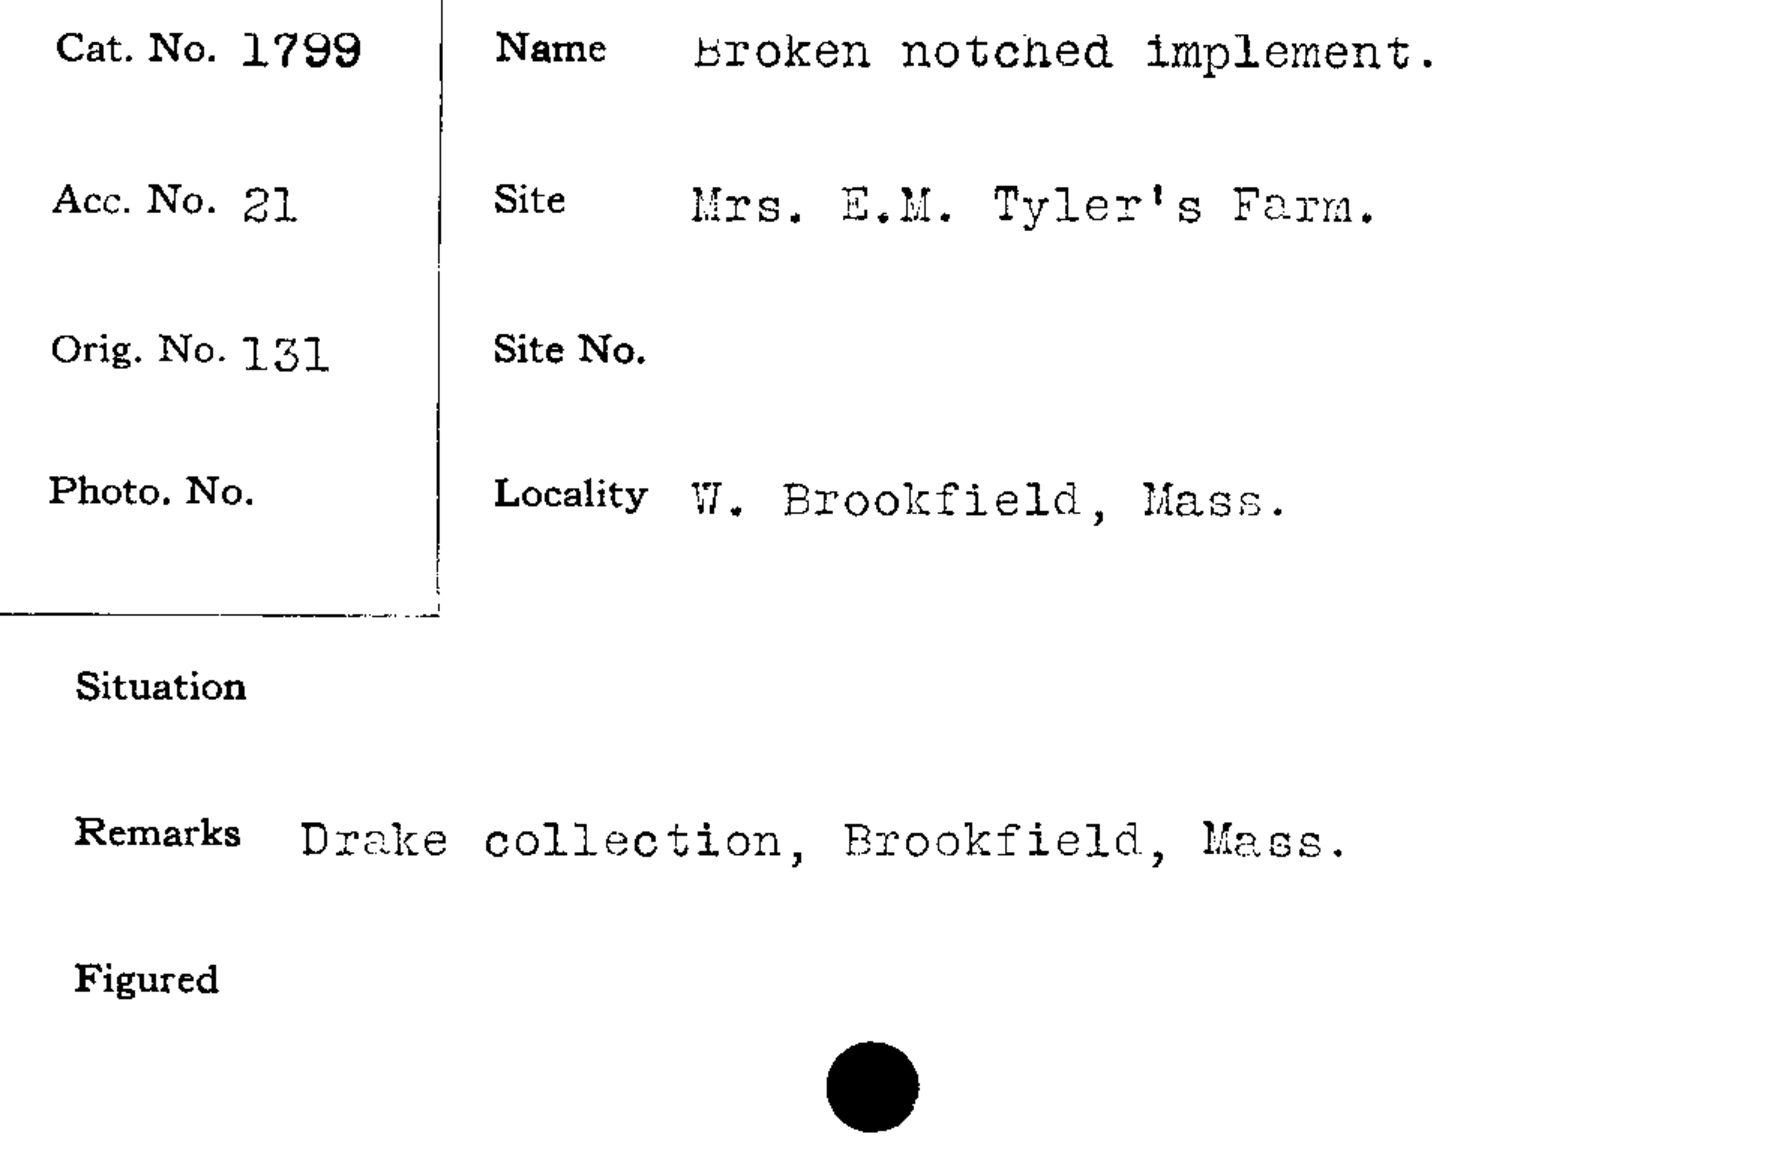 Cat. No. 1799
Name Broken notched implement.
Acc. No. 21
Site Mrs. E.M. Tyler's Farm.
Orig. No. 131
Site No.
Photo. No.
Locality W. Brookfield, Mass.
Situation
Remarks Drake collection, Brookfield, Mass.
Figured